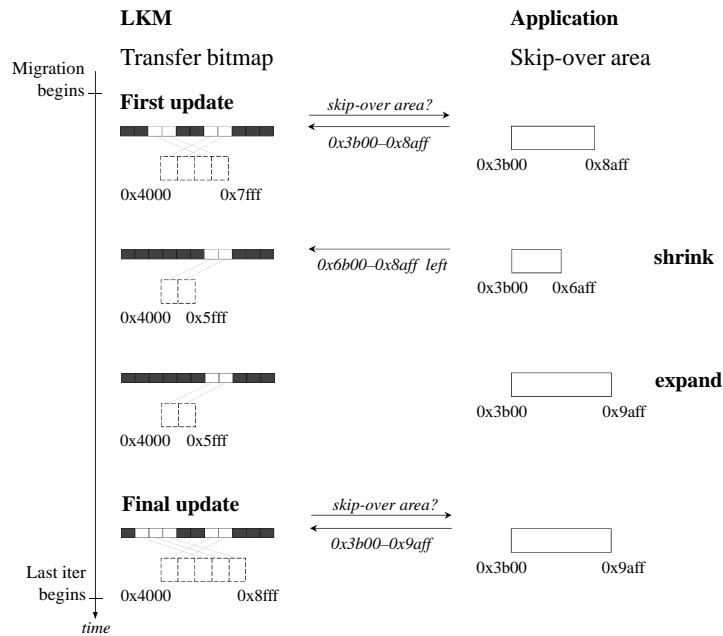 LKM Application
Transfer bitmap Skip-over area
Migration
begins
First update
skip-over area?
0x3b00–0x8aff
0x3b00 0x8aff
0x4000 0x7fff
0x6b00–0x8aff left
shrink
0x3b00 0x6aff
0x4000 0x5fff
expand
0x3b00 0x9aff
0x4000 0x5fff
Final update
skip-over area?
0x3b00–0x9aff
0x3b00 0x9aff
Last iter
begins
0x4000 0x8fff
time